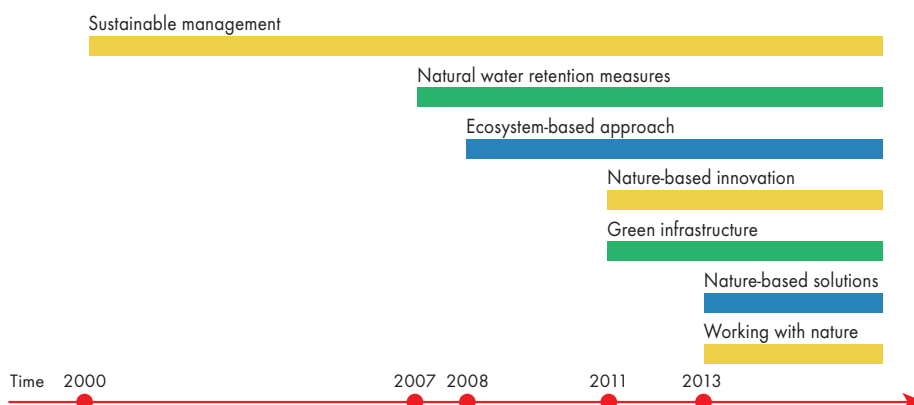 Sustainable management
Natural water retention measures
Ecosystem-based approach
Nature-based innovation
Green infrastructure
Nature-based solutions
Working with nature
Time 2000 2007 2008 2011 2013